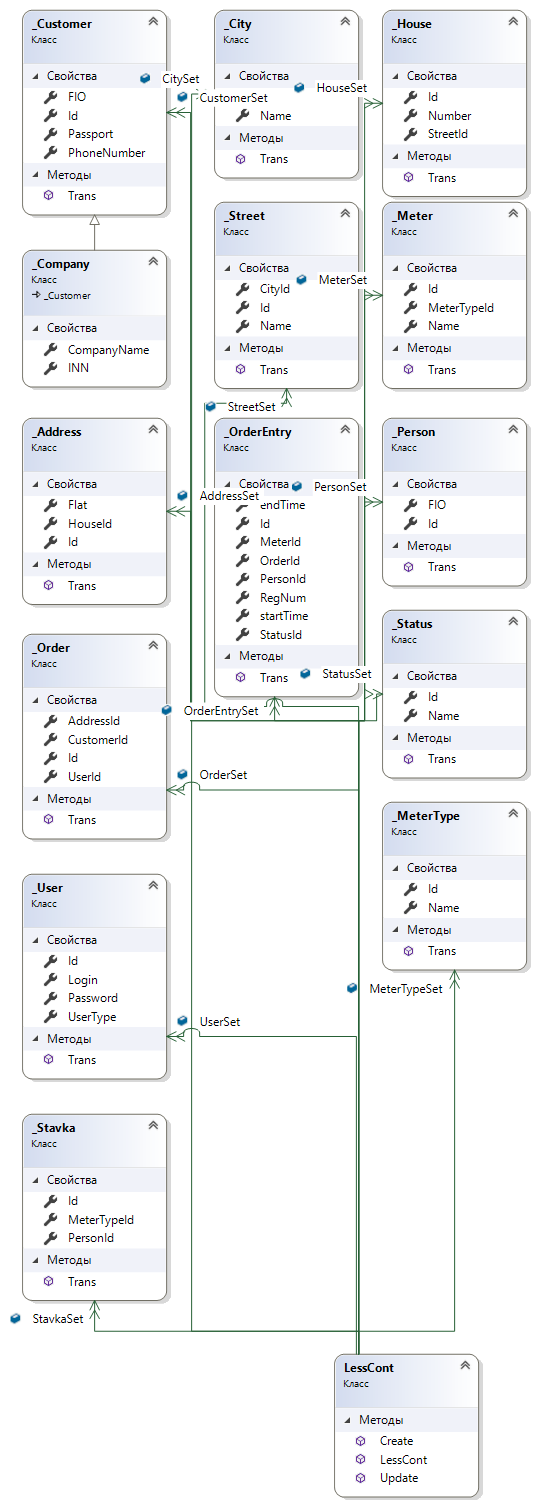 _Customer
Класс
Свойства
FIO
Id
Passport
PhoneNumber
Методы
Trans
_City
Класс
Свойства
Name
Методы
Trans
_House
Класс
Свойства
Id
Number
StreetId
Методы
Trans
CitySet
CustomerSet
HouseSet
_Company
Класс
_Customer
Свойства
CompanyName
INN
_Street
Класс
Свойства
CityId
Id
Name
Методы
Trans
_Meter
Класс
Свойства
Id
MeterTypeId
Name
Методы
Trans
MeterSet
StreetSet
_Address
Класс
Свойства
Flat
HouseId
Id
Методы
Trans
AddressSet
_OrderEntry
Класс
Свойства
endTime
Id
MeterId
OrderId
PersonId
RegNum
startTime
StatusId
Методы
Trans
PersonSet
_Person
Класс
Свойства
FIO
Id
Методы
Trans
_Order
Класс
Свойства
AddressId
CustomerId
Id
UserId
Методы
Trans
StatusSet
OrderEntrySet
_Status
Класс
Свойства
Id
Name
Методы
Trans
OrderSet
_MeterType
Класс
Свойства
Id
Name
Методы
Trans
MeterTypeSet
_User
Класс
Свойства
Id
Login
Password
UserType
Методы
Trans
UserSet
_Stavka
Класс
Свойства
Id
MeterTypeId
PersonId
Методы
Trans
StavkaSet
LessCont
Класс
Методы
Create
LessCont
Update